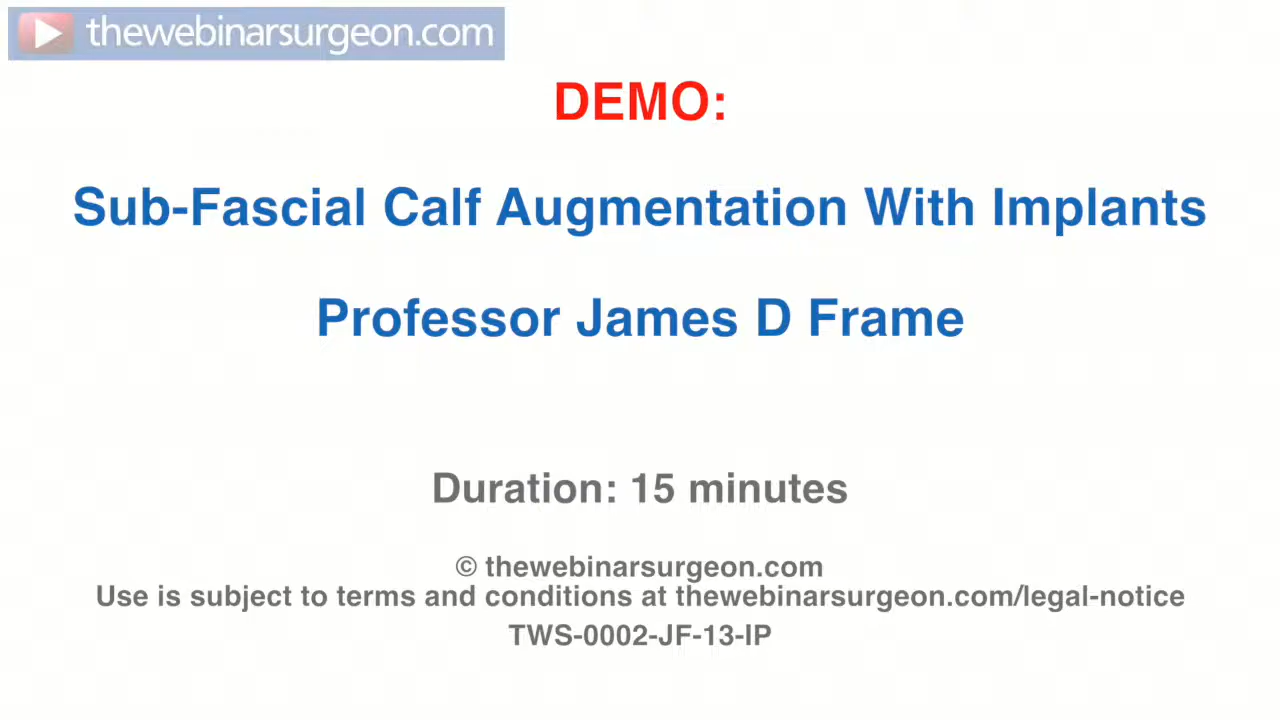 thewebinarsurgeon.com
DEMO:
Sub-Fascial Calf Augmentation With Implants
Professor James D Frame
Duration: 15 minutes
© thewebinarsurgeon.com
Use is subject to terms and conditions at thewebinarsurgeon.com/legal-notice
TWS-0002-JF-13-IP